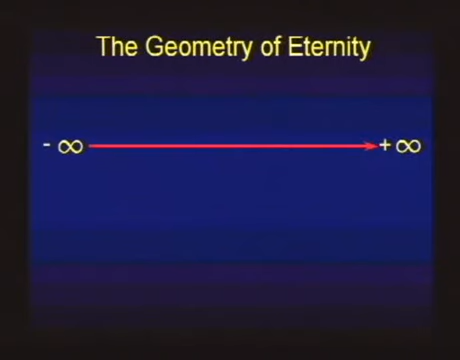 The Geometry of Eternity
- ∞ + ∞